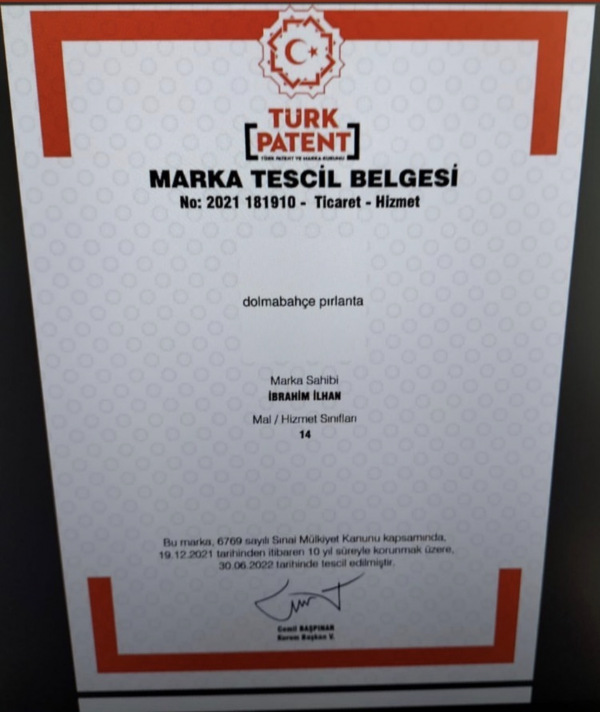 TÜRK
PATENT
TÜRK PATENT VE MARKA KURUMU
MARKA TESCİL BELGESİ
No: 2021 181910 - Ticaret - Hizmet
dolmabahçe pırlanta
Marka Sahibi
İBRAHİM İLHAN
Mal / Hizmet Sınıfları
14
Bu marka, 6769 sayılı Sınai Mülkiyet Kanunu kapsamında,
19.12.2021 tarihinden itibaren 10 yıl süreyle korunmak üzere,
30.06.2022 tarihinde tescil edilmiştir.
Cemil BAŞPINAR
Kurum Başkan V.